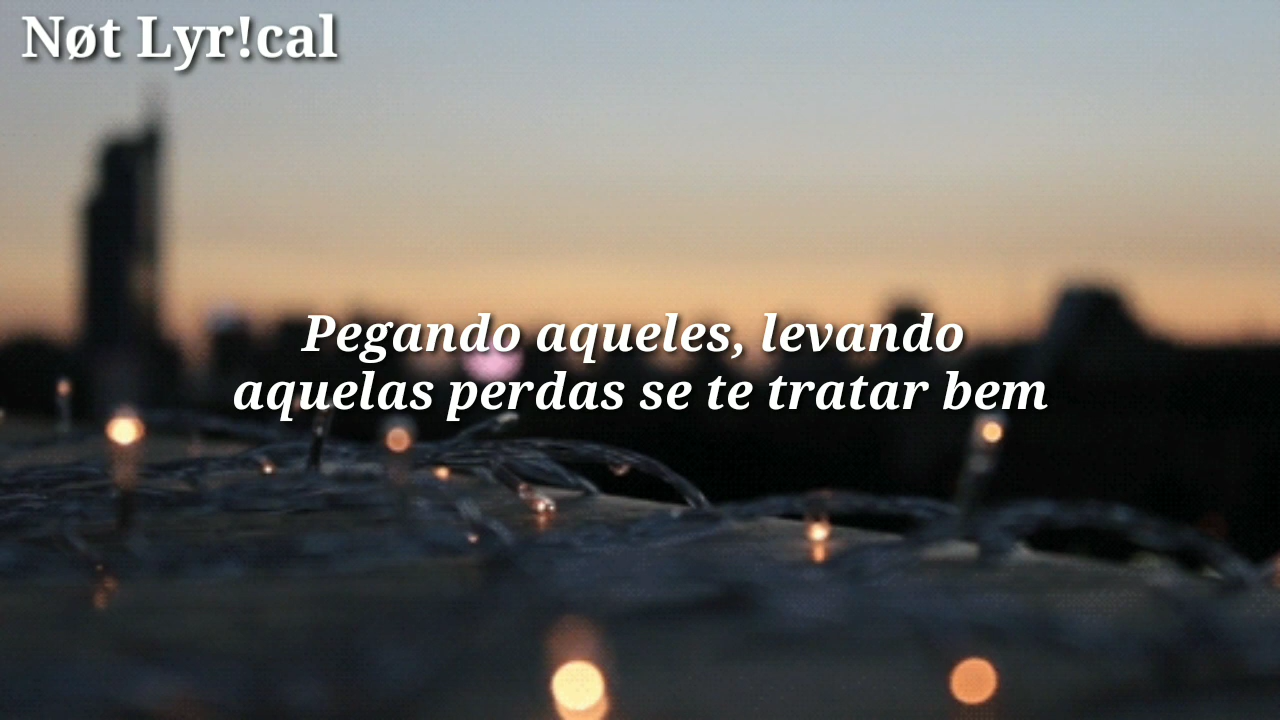 Nøt Lyr!cal
Pegando aqueles, levando
aquelas perdas se te tratar bem